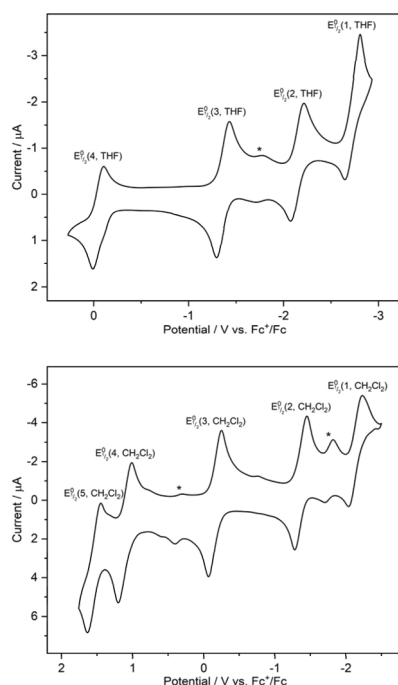 E⁰½(1, THF)
-3
-2
E⁰½(3, THF)
E⁰½(2, THF)
*
E⁰½(4, THF)
-1
0
1
2
Current / µA
0
-1
-2
-3
Potential / V vs. Fc⁺/Fc
-6
E⁰½(1, CH₂Cl₂)
E⁰½(2, CH₂Cl₂)
*
-4
E⁰½(3, CH₂Cl₂)
E⁰½(4, CH₂Cl₂)
-2
*
E⁰½(5, CH₂Cl₂)
0
2
4
6
Current / µA
2
1
0
-1
-2
Potential / V vs. Fc⁺/Fc